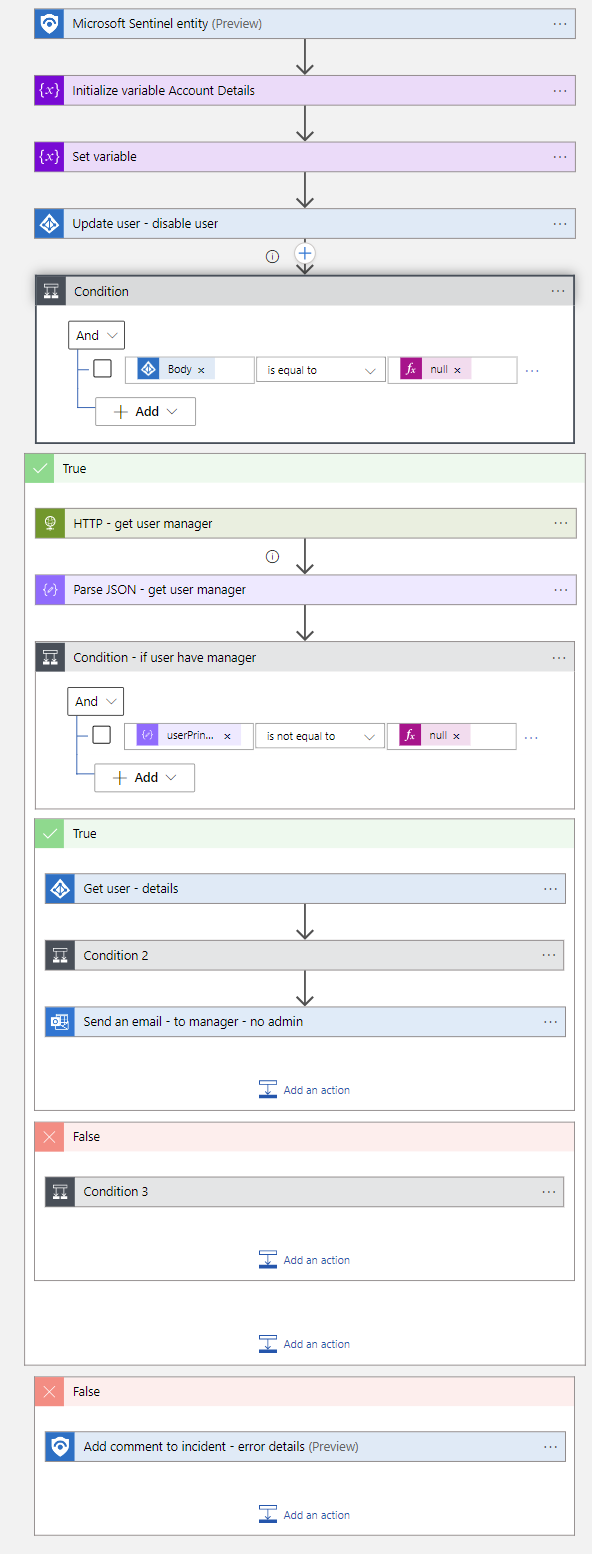 Microsoft Sentinel entity (Preview)
{x} Initialize variable Account Details
{x} Set variable
Update user - disable user
Condition
And
Body × is equal to fx null ×
Add
True
HTTP - get user manager
Parse JSON - get user manager
Condition - if user have manager
And
userPrin... × is not equal to fx null ×
Add
True
Get user - details
Condition 2
Send an email - to manager - no admin
Add an action
False
Condition 3
Add an action
Add an action
False
Add comment to incident - error details (Preview)
Add an action